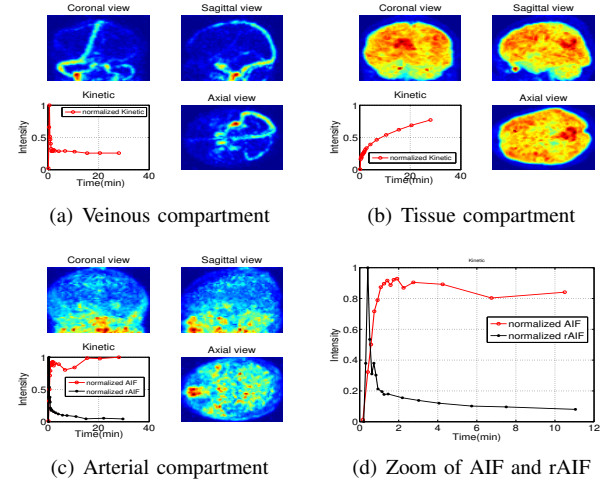 Coronal view Sagittal view
Kinetic Axial view
Intensity
1
0.5
0
normalized Kinetic
0 20 40
Time(min)
(a) Veinous compartment
Coronal view Sagittal view
Kinetic Axial view
Intensity
1
0.5
0
normalized Kinetic
0 20 40
Time(min)
(b) Tissue compartment
Coronal view Sagittal view
Kinetic Axial view
Intensity
1
0.5
0
normalized AIF
normalized rAIF
0 20 40
Time(min)
(c) Arterial compartment
Kinetic
Intensity
1
0.8
0.6
0.4
0.2
0
normalized AIF
normalized rAIF
0 2 4 6 8 10 12
Time(min)
(d) Zoom of AIF and rAIF